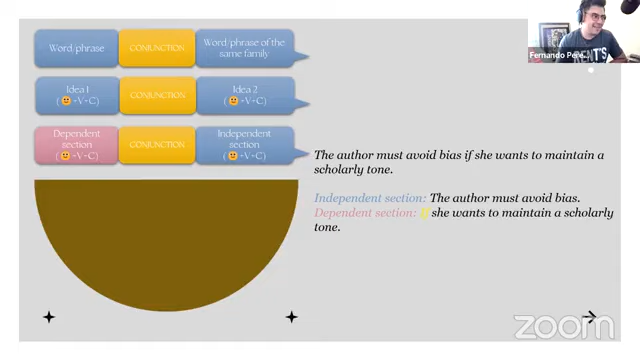 Word/phrase CONJUNCTION Word/phrase of the
same family
Idea 1 CONJUNCTION Idea 2
( +V+C) ( +V+C)
Dependent CONJUNCTION Independent
section section
( +V+C) ( +V+C)
The author must avoid bias if she wants to maintain a
scholarly tone.
Independent section: The author must avoid bias.
Dependent section: If she wants to maintain a scholarly
tone.
Fernando Pere...
zoom